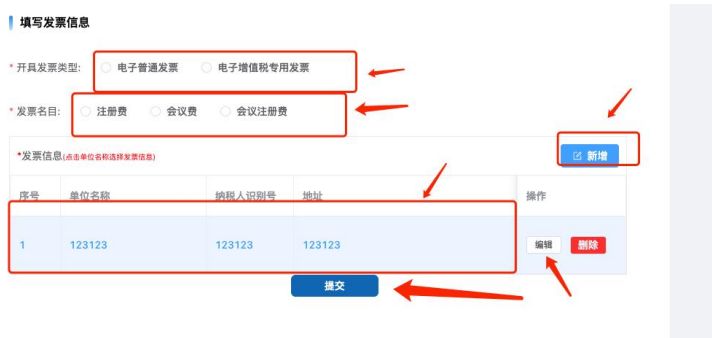 填写发票信息
* 开具发票类型: 电子普通发票 电子增值税专用发票
* 发票名目: 注册费 会议费 会议注册费
*发票信息(点击单位名称选择发票信息) 新增
序号 单位名称 纳税人识别号 地址 操作
1 123123 123123 123123 编辑 删除
提交